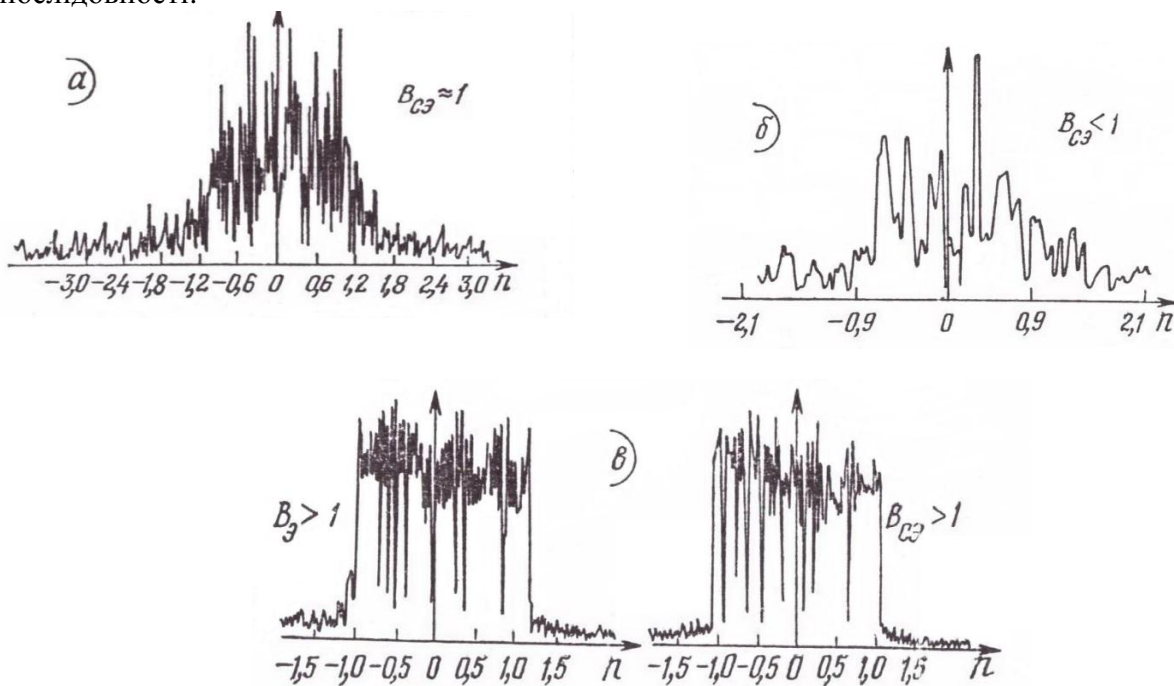 послідовності.
а) B_СЭ≈1
−3,0 −2,4 −1,8 −1,2 −0,6 0 0,6 1,2 1,8 2,4 3,0 n
б) B_СЭ<1
−2,1 −0,9 0 0,9 2,1 n
B_Э>1 в) B_СЭ>1
−1,5 −1,0 −0,5 0 0,5 1,0 1,5 n
−1,5 −1,0 −0,5 0 0,5 1,0 1,5 n